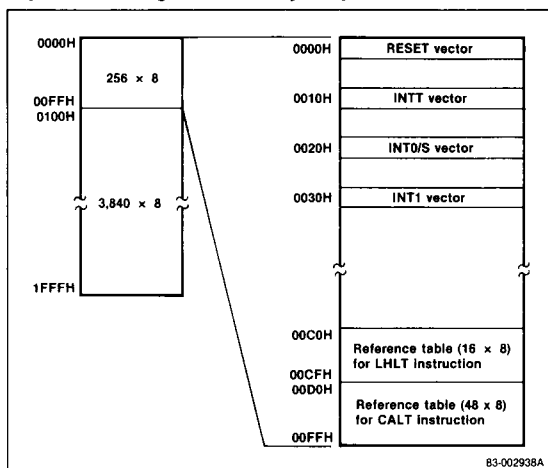 0000H
256 × 8
00FFH
0100H
3,840 × 8
1FFFH
0000H
RESET vector
0010H
INTT vector
0020H
INT0/S vector
0030H
INT1 vector
00C0H
Reference table (16 × 8)
for LHLT instruction
00CFH
00D0H
Reference table (48 x 8)
for CALT instruction
00FFH
83-002938A